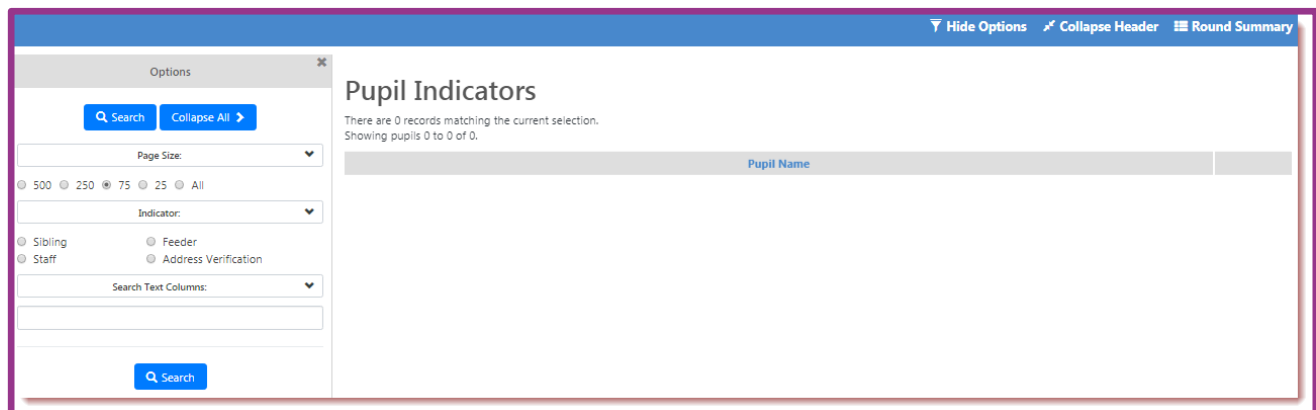 Hide Options Collapse Header Round Summary
Options
Search Collapse All
Page Size:
500 250 75 25 All
Indicator:
Sibling Feeder
Staff Address Verification
Search Text Columns:
Search
Pupil Indicators
There are 0 records matching the current selection.
Showing pupils 0 to 0 of 0.
Pupil Name